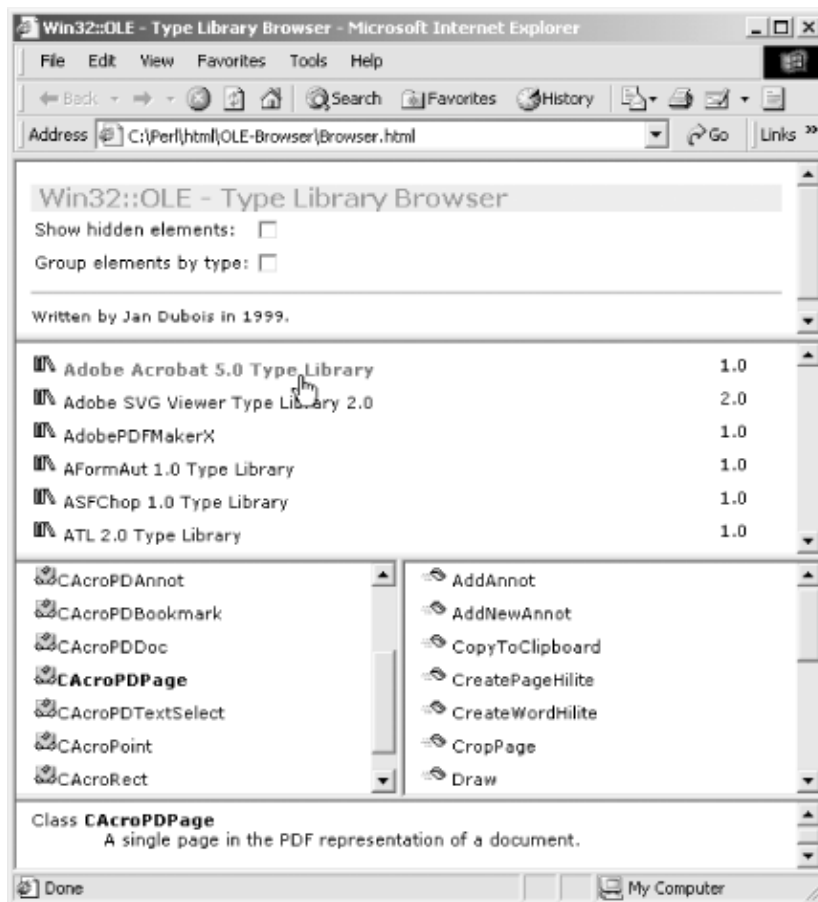 Win32::OLE - Type Library Browser - Microsoft Internet Explorer
File Edit View Favorites Tools Help
Back Search Favorites History
Address C:\Perl\html\OLE-Browser\Browser.html Go Links »
Win32::OLE - Type Library Browser
Show hidden elements:
Group elements by type:
Written by Jan Dubois in 1999.
Adobe Acrobat 5.0 Type Library 1.0
Adobe SVG Viewer Type Library 2.0 2.0
AdobePDFMakerX 1.0
AFormAut 1.0 Type Library 1.0
ASFChop 1.0 Type Library 1.0
ATL 2.0 Type Library 1.0
CAcroPDAnnot AddAnnot
CAcroPDBookmark AddNewAnnot
CAcroPDDoc CopyToClipboard
CAcroPDPage CreatePageHilite
CAcroPDTextSelect CreateWordHilite
CAcroPoint CropPage
CAcroRect Draw
Class CAcroPDPage
A single page in the PDF representation of a document.
Done My Computer